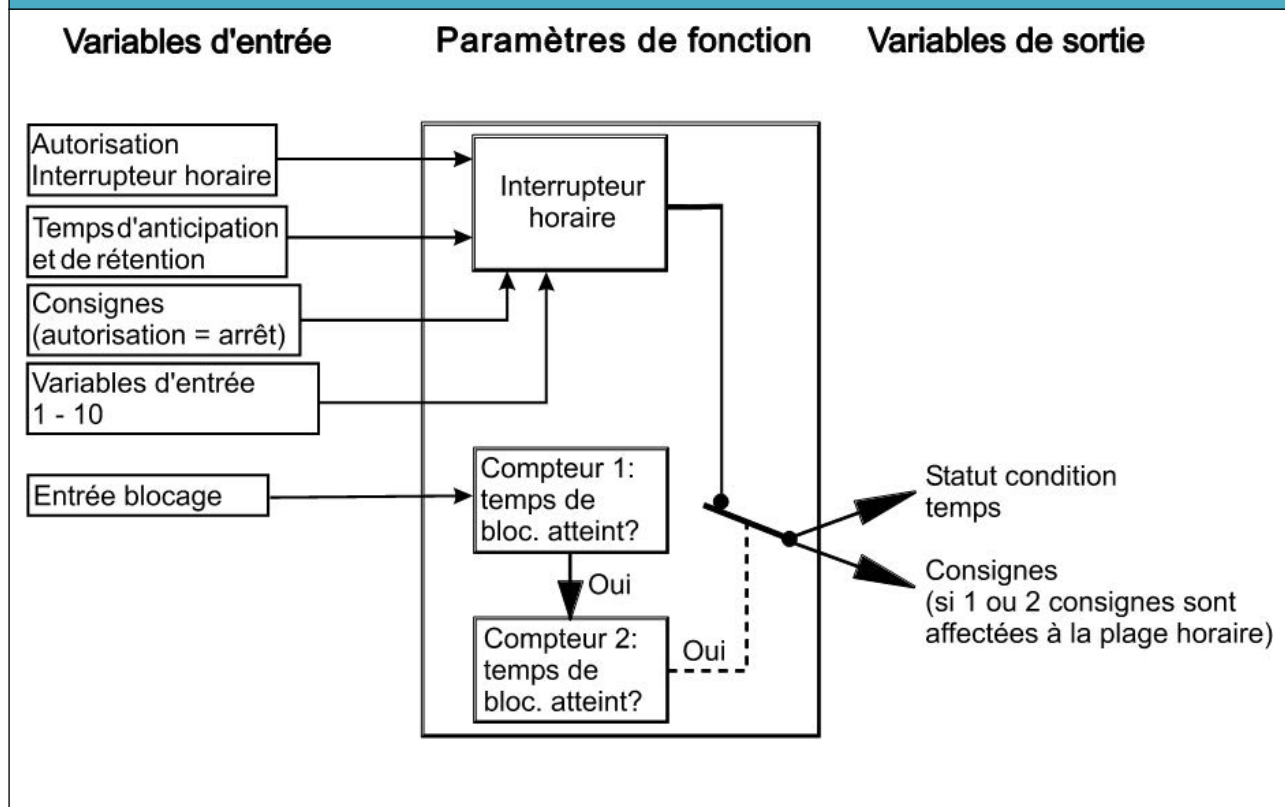 Variables d'entrée
Paramètres de fonction
Variables de sortie
Autorisation
Interrupteur horaire
Temps d'anticipation
et de rétention
Consignes
(autorisation = arrêt)
Variables d'entrée
1 - 10
Entrée blocage
Interrupteur
horaire
Compteur 1:
temps de
bloc. atteint?
Oui
Compteur 2:
temps de
bloc. atteint?
Oui
Statut condition
temps
Consignes
(si 1 ou 2 consignes sont
affectées à la plage horaire)